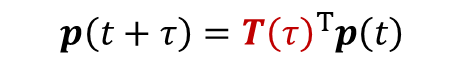 p(t + τ) = T(τ)ᵀp(t)